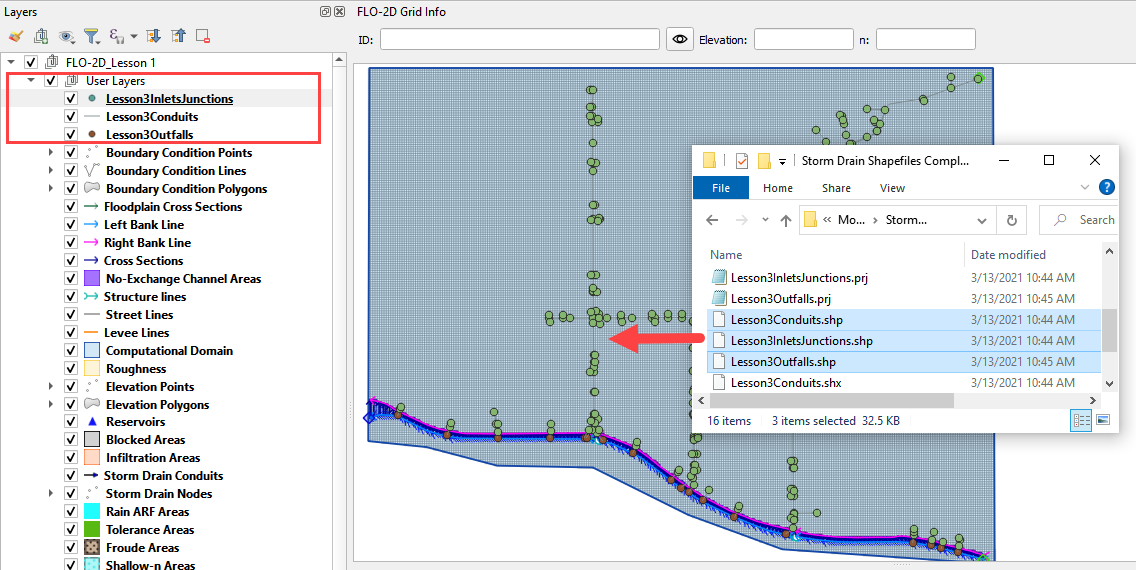 Layers
FLO-2D Grid Info
ID:
Elevation:
n:
FLO-2D_Lesson 1
User Layers
Lesson3InletsJunctions
Lesson3Conduits
Lesson3Outfalls
Boundary Condition Points
Boundary Condition Lines
Boundary Condition Polygons
Floodplain Cross Sections
Left Bank Line
Right Bank Line
Cross Sections
No-Exchange Channel Areas
Structure lines
Street Lines
Levee Lines
Computational Domain
Roughness
Elevation Points
Elevation Polygons
Reservoirs
Blocked Areas
Infiltration Areas
Storm Drain Conduits
Storm Drain Nodes
Rain ARF Areas
Tolerance Areas
Froude Areas
Shallow-n Areas
Storm Drain Shapefiles Compl...
File Home Share View
« Mo... › Storm... Search
Name Date modified
Lesson3InletsJunctions.prj 3/13/2021 10:44 AM
Lesson3Outfalls.prj 3/13/2021 10:45 AM
Lesson3Conduits.shp 3/13/2021 10:44 AM
Lesson3InletsJunctions.shp 3/13/2021 10:44 AM
Lesson3Outfalls.shp 3/13/2021 10:45 AM
Lesson3Conduits.shx 3/13/2021 10:44 AM
16 items 3 items selected 32.5 KB